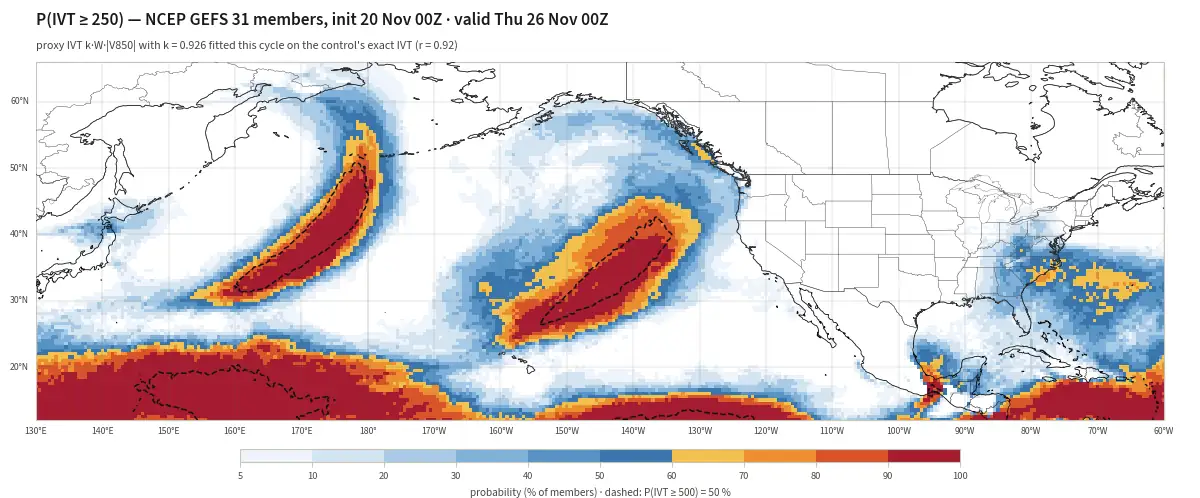 P(IVT ≥ 250) — NCEP GEFS 31 members, init 20 Nov 00Z · valid Thu 26 Nov 00Z
proxy IVT k·W·|V850| with k = 0.926 fitted this cycle on the control's exact IVT (r = 0.92)
60°N
50°N
40°N
30°N
20°N
130°E 140°E 150°E 160°E 170°E 180° 170°W 160°W 150°W 140°W 130°W 120°W 110°W 100°W 90°W 80°W 70°W 60°W
5 10 20 30 40 50 60 70 80 90 100
probability (% of members) · dashed: P(IVT ≥ 500) = 50 %